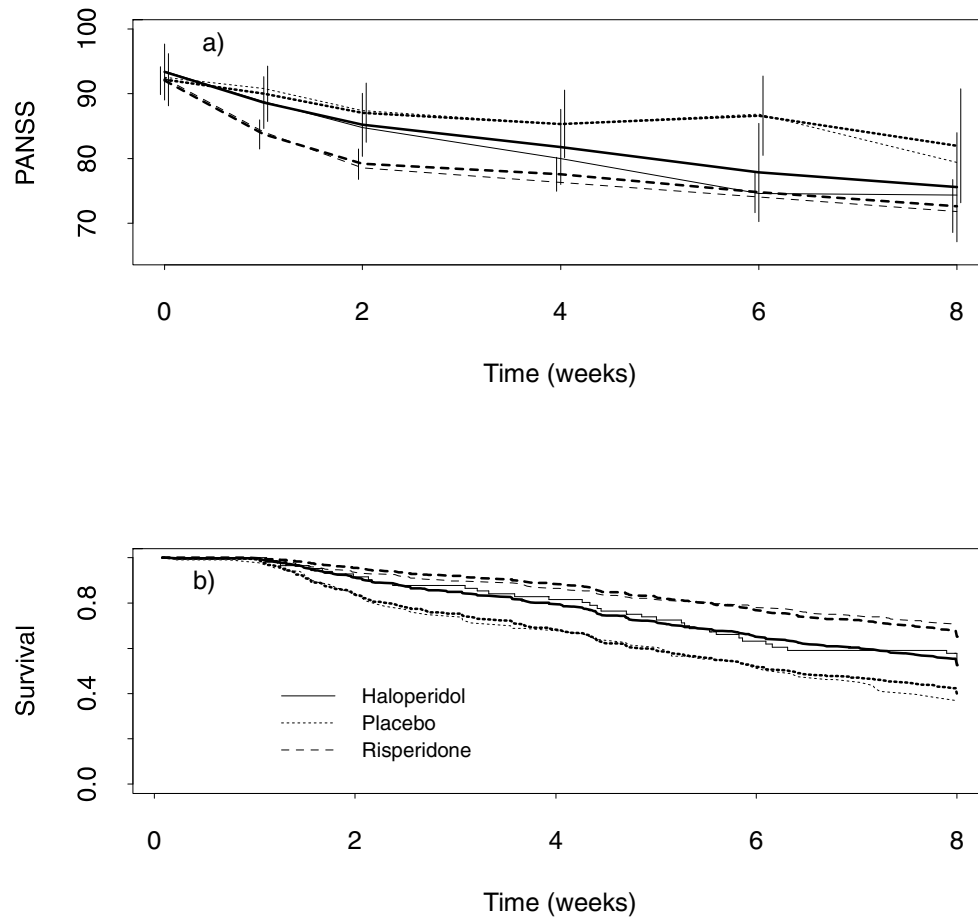 a)
PANSS
100
90
80
70
0 2 4 6 8
Time (weeks)
b)
Survival
0.8
0.4
0.0
Haloperidol
Placebo
Risperidone
0 2 4 6 8
Time (weeks)